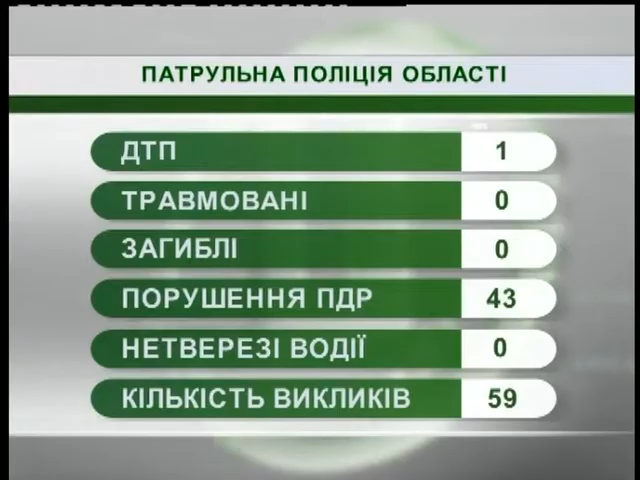 ПАТРУЛЬНА ПОЛІЦІЯ ОБЛАСТІ
ДТП 1
ТРАВМОВАНІ 0
ЗАГИБЛІ 0
ПОРУШЕННЯ ПДР 43
НЕТВЕРЕЗІ ВОДІЇ 0
КІЛЬКІСТЬ ВИКЛИКІВ 59